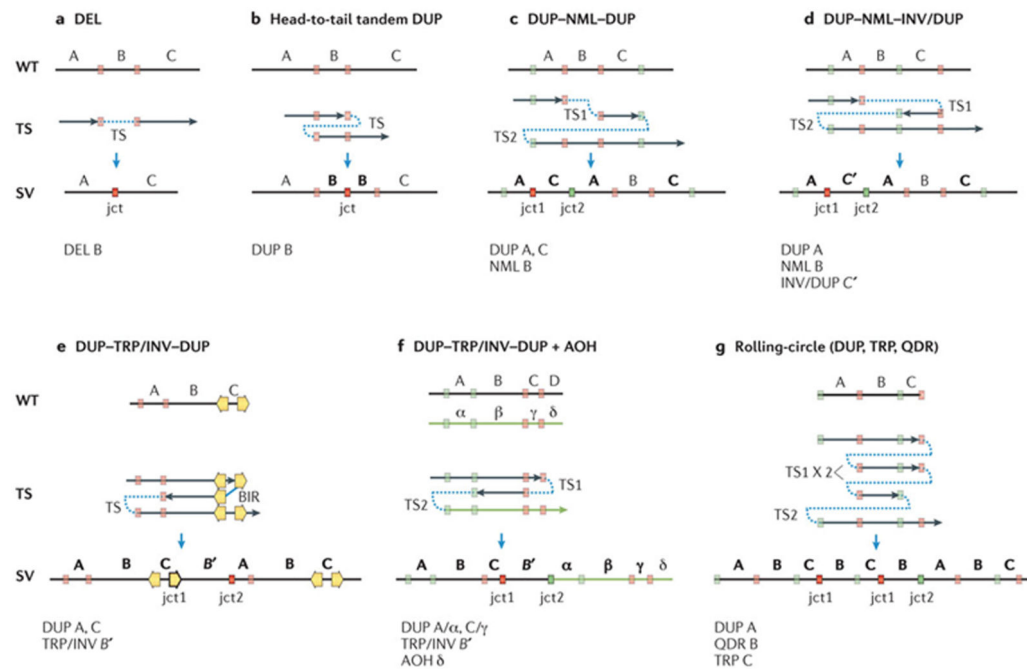 a DEL
A B C
WT
TS
TS
A C
SV
jct
DEL B
b Head-to-tail tandem DUP
A B C
TS
A B B C
jct
DUP B
c DUP–NML–DUP
A B C
TS1
TS2
A C A B C
jct1 jct2
DUP A, C
NML B
d DUP–NML–INV/DUP
A B C
TS1
TS2
A C′ A B C
jct1 jct2
DUP A
NML B
INV/DUP C′
e DUP–TRP/INV–DUP
A B C
WT
TS
TS
BIR
A B C B′ A B C
SV
jct1 jct2
DUP A, C
TRP/INV B′
f DUP–TRP/INV–DUP + AOH
A B C D
α β γ δ
TS1
TS2
A B C B′ α β γ δ
jct1 jct2
DUP A/α, C/γ
TRP/INV B′
AOH δ
g Rolling-circle (DUP, TRP, QDR)
A B C
TS1 X 2
TS2
A B C B C B A B C
jct1 jct1 jct2
DUP A
QDR B
TRP C